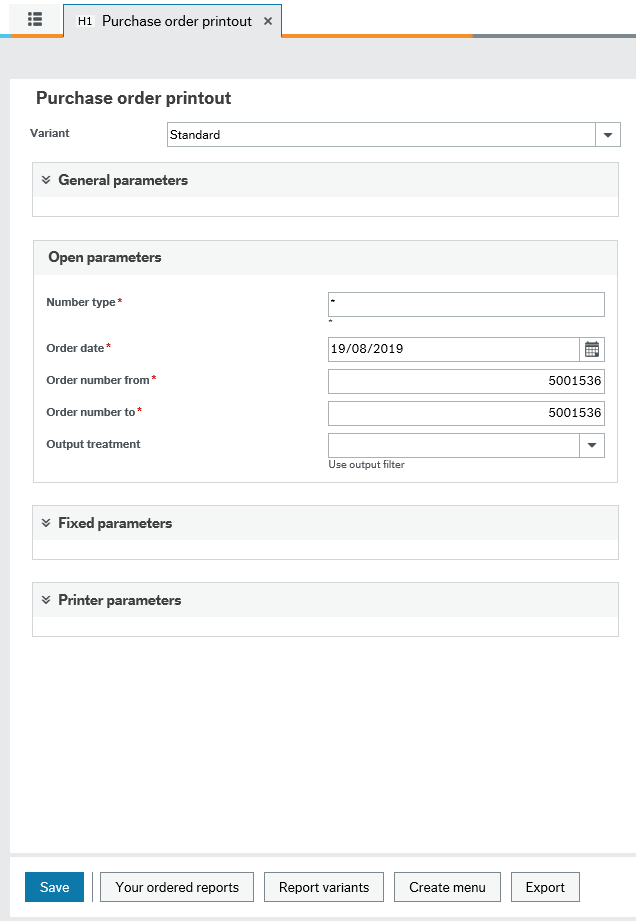 H1 Purchase order printout ×
Purchase order printout
Variant Standard
General parameters
Open parameters
Number type* *
*
Order date* 19/08/2019
Order number from* 5001536
Order number to* 5001536
Output treatment
Use output filter
Fixed parameters
Printer parameters
Save Your ordered reports Report variants Create menu Export